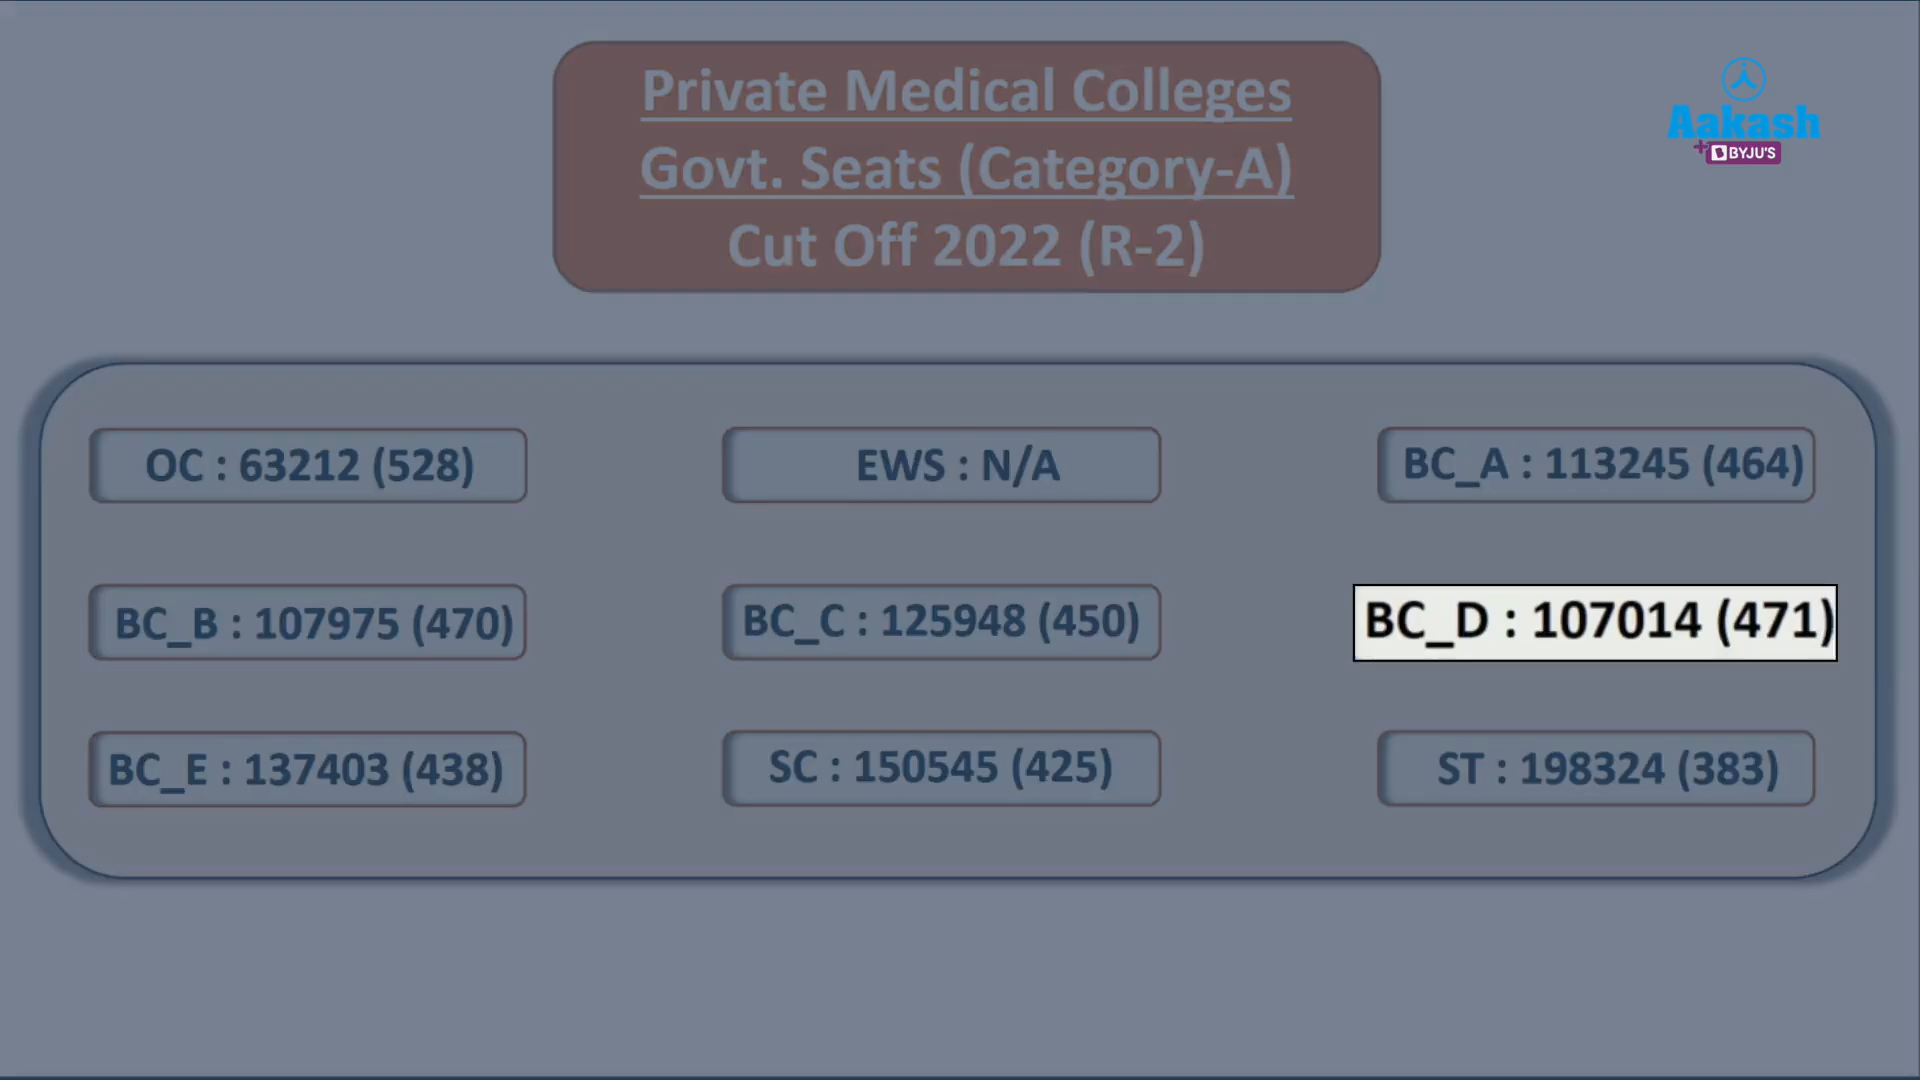 Private Medical Colleges
Govt. Seats (Category-A)
Cut Off 2022 (R-2)
Aakash
+ BYJU'S
OC : 63212 (528)
EWS : N/A
BC_A : 113245 (464)
BC_B : 107975 (470)
BC_C : 125948 (450)
BC_D : 107014 (471)
BC_E : 137403 (438)
SC : 150545 (425)
ST : 198324 (383)